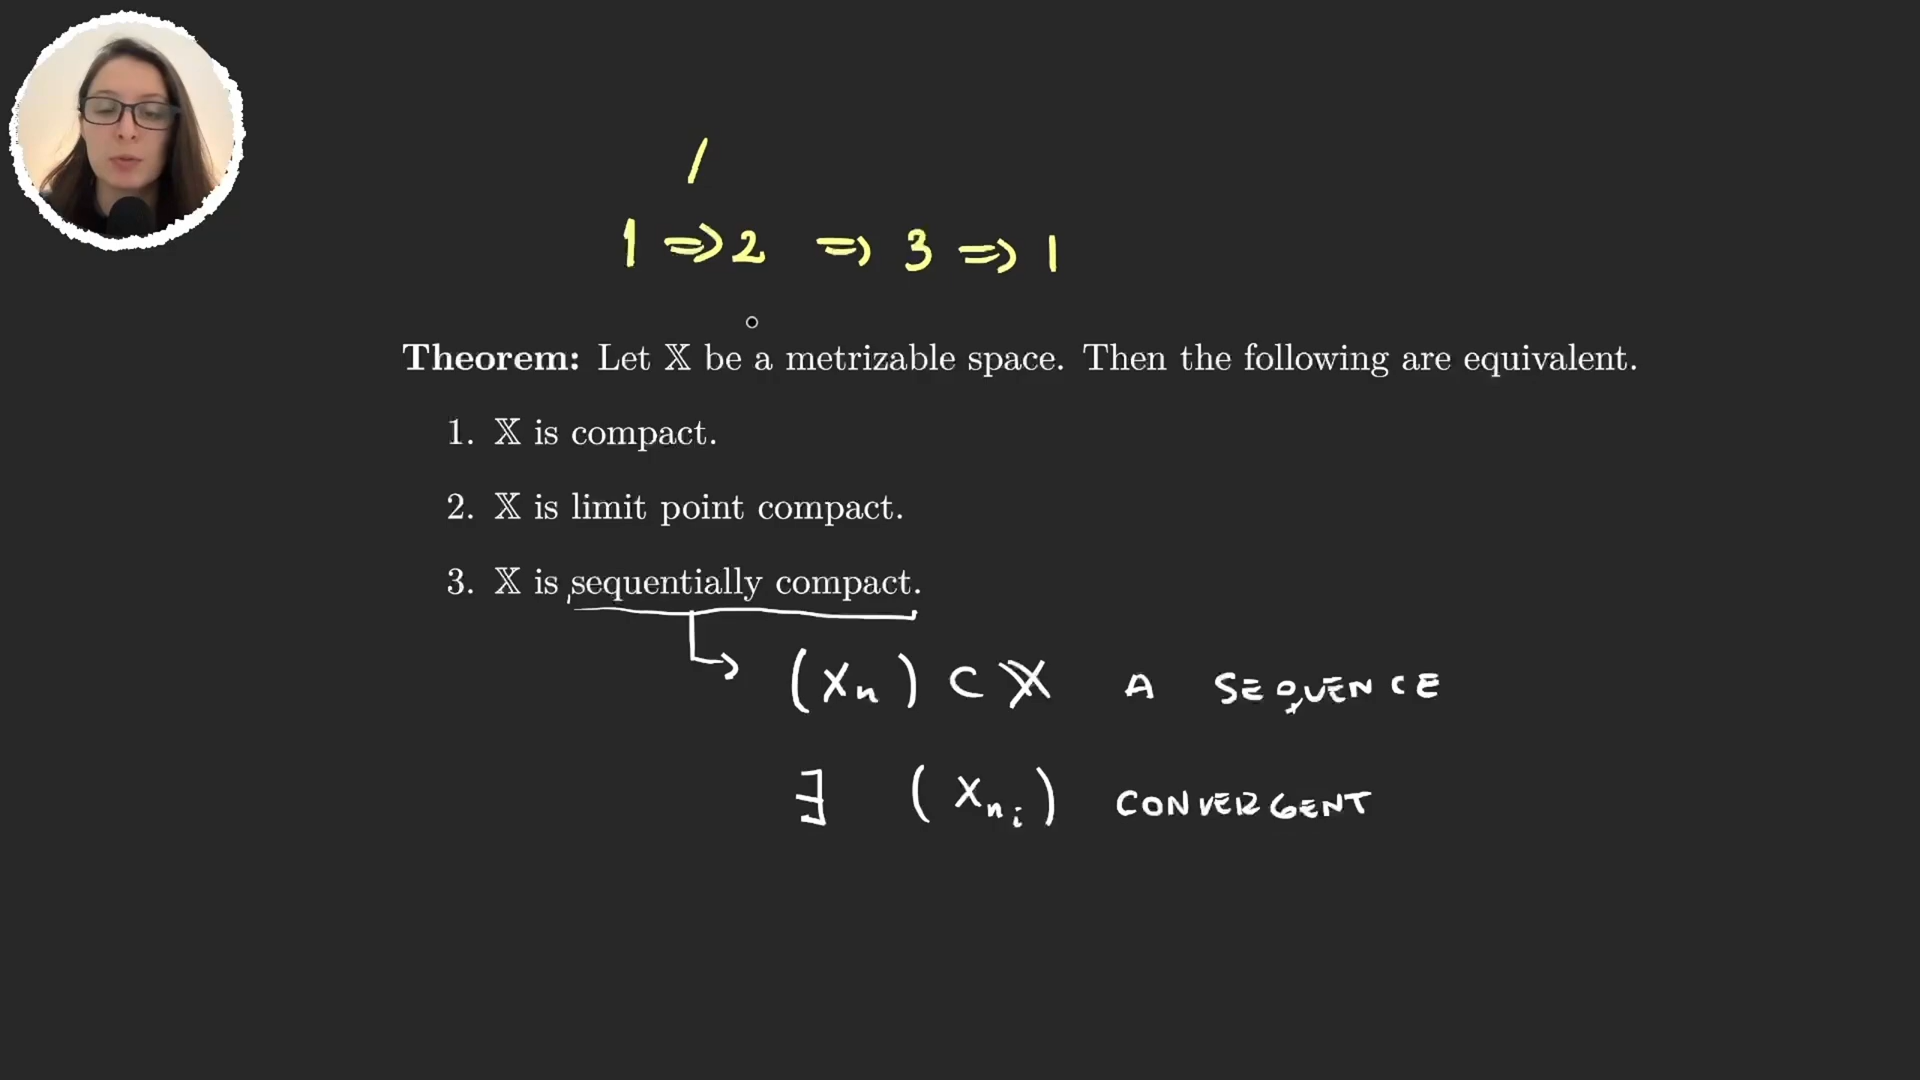 1 ⇒ 2 ⇒ 3 ⇒ 1
Theorem: Let 𝕏 be a metrizable space. Then the following are equivalent.
1. 𝕏 is compact.
2. 𝕏 is limit point compact.
3. 𝕏 is sequentially compact.
(xₙ) ⊂ 𝕏 A SEQUENCE
∃ (xₙᵢ) CONVERGENT